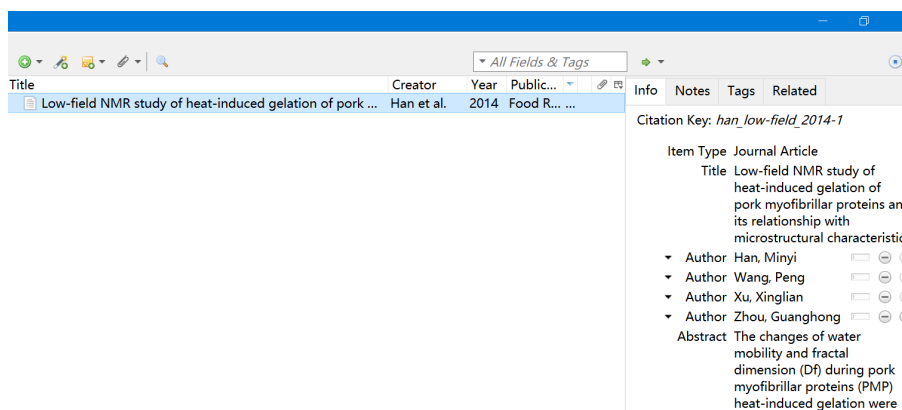 All Fields & Tags
Title Creator Year Public...
Low-field NMR study of heat-induced gelation of pork ... Han et al. 2014 Food R... ...
Info Notes Tags Related
Citation Key: han_low-field_2014-1
Item Type Journal Article
Title Low-field NMR study of
heat-induced gelation of
pork myofibrillar proteins an
its relationship with
microstructural characteristic
Author Han, Minyi
Author Wang, Peng
Author Xu, Xinglian
Author Zhou, Guanghong
Abstract The changes of water
mobility and fractal
dimension (Df) during pork
myofibrillar proteins (PMP)
heat-induced gelation were